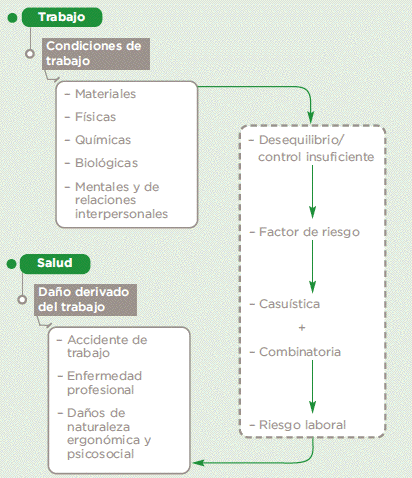 Trabajo
Condiciones de
trabajo
– Materiales
– Físicas
– Químicas
– Biológicas
– Mentales y de
relaciones
interpersonales
– Desequilibrio/
control insuficiente
– Factor de riesgo
– Casuística
+
– Combinatoria
– Riesgo laboral
Salud
Daño derivado
del trabajo
– Accidente de
trabajo
– Enfermedad
profesional
– Daños de
naturaleza
ergonómica y
psicosocial